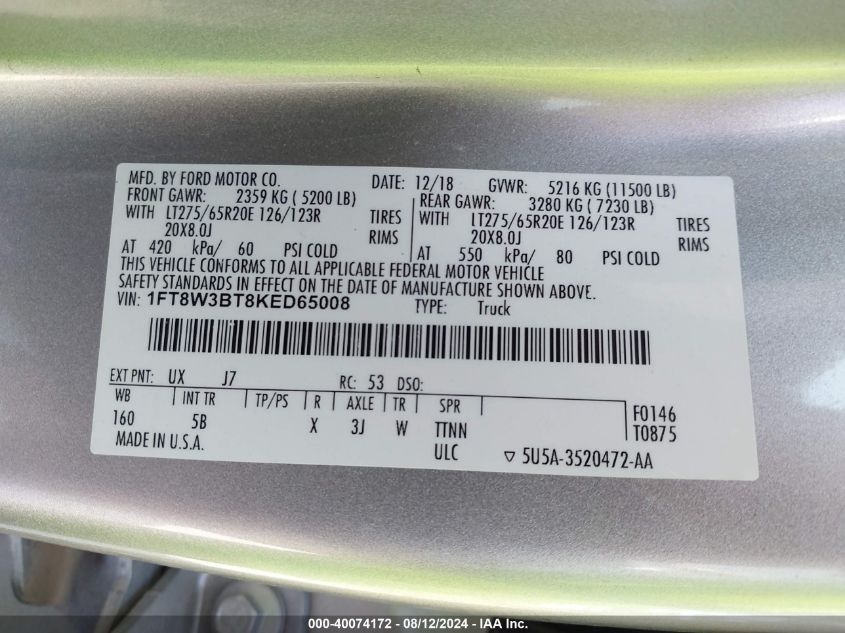 MFD. BY FORD MOTOR CO. DATE: 12/18 GVWR: 5216 KG (11500 LB)
FRONT GAWR: 2359 KG ( 5200 LB) REAR GAWR: 3280 KG ( 7230 LB)
WITH LT275/65R20E 126/123R TIRES WITH LT275/65R20E 126/123R TIRES
20X8.0J RIMS 20X8.0J RIMS
AT 420 kPa/ 60 PSI COLD AT 550 kPa/ 80 PSI COLD
THIS VEHICLE CONFORMS TO ALL APPLICABLE FEDERAL MOTOR VEHICLE
SAFETY STANDARDS IN EFFECT ON THE DATE OF MANUFACTURE SHOWN ABOVE.
VIN: 1FT8W3BT8KED65008 TYPE: Truck
EXT PNT: UX J7 RC: 53 DSO:
WB INT TR TP/PS R AXLE TR SPR
160 5B X 3J W TTNN
F0146
T0875
MADE IN U.S.A. ULC ▽ 5U5A-3520472-AA
000-40074172 - 08/12/2024 - IAA Inc.